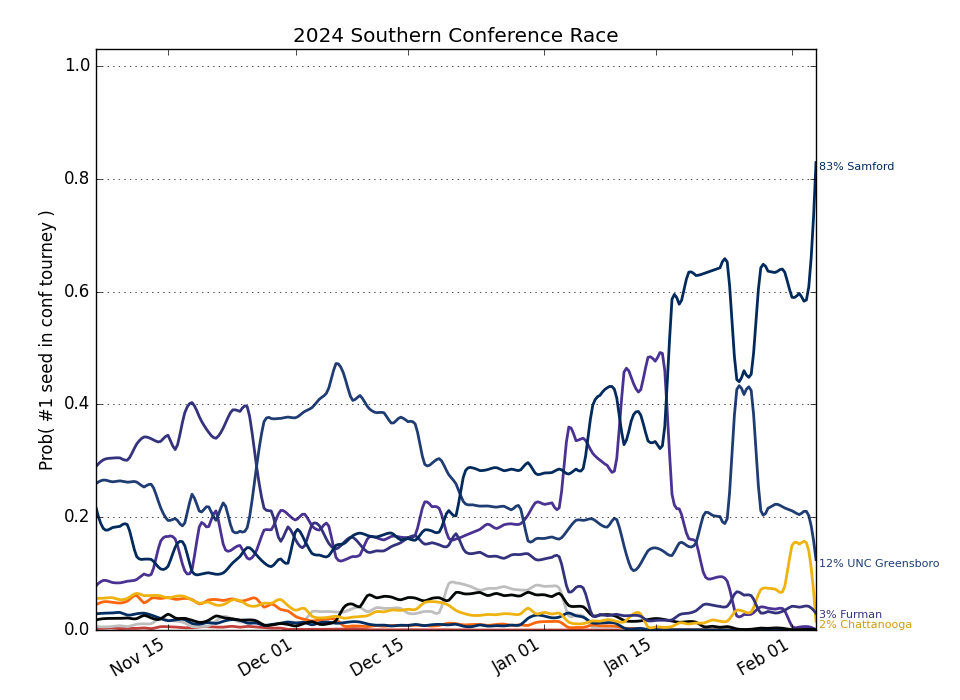 2024 Southern Conference Race
Prob( #1 seed in conf tourney )
1.0
0.8
0.6
0.4
0.2
0.0
83% Samford
12% UNC Greensboro
3% Furman
2% Chattanooga
Nov 15
Dec 01
Dec 15
Jan 01
Jan 15
Feb 01